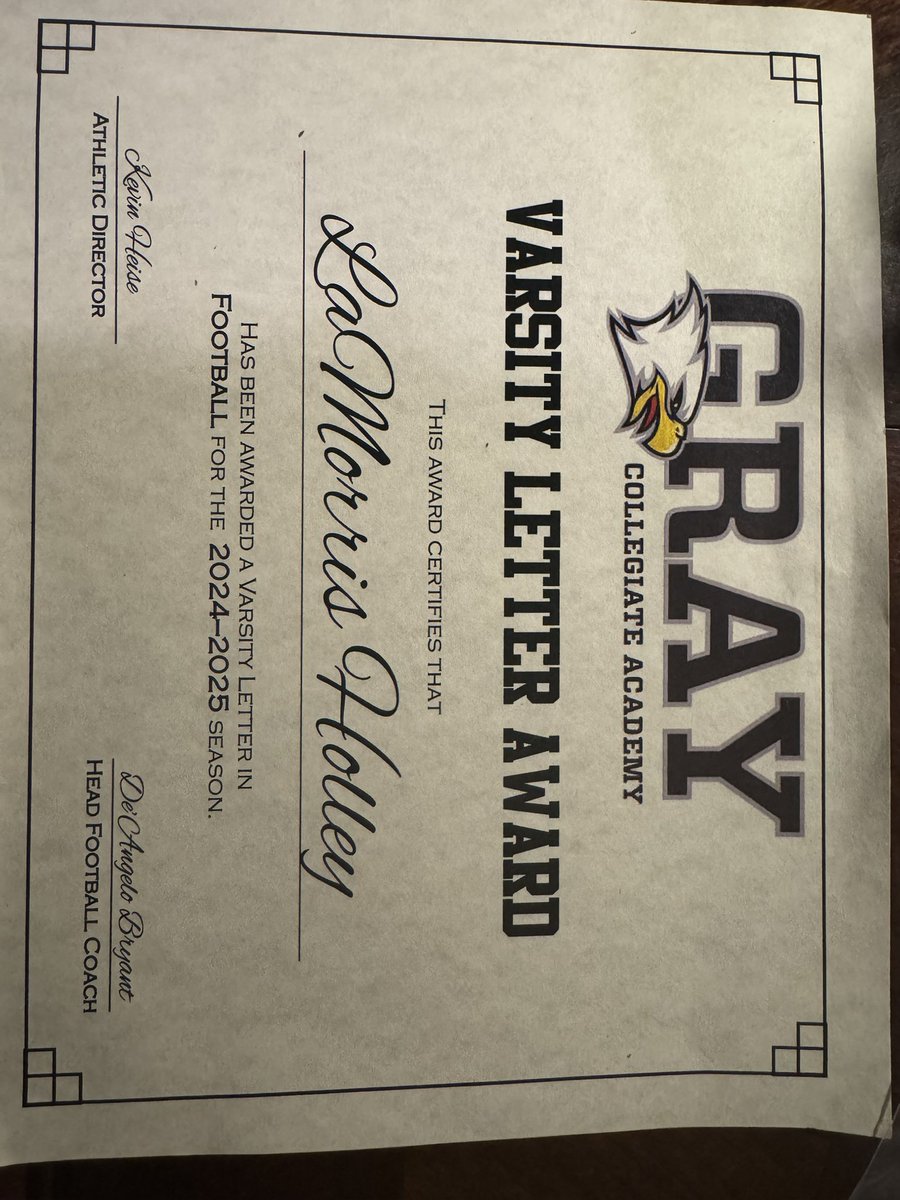 GRAY
COLLEGIATE ACADEMY
VARSITY LETTER AWARD
THIS AWARD CERTIFIES THAT
LaMorris Holley
HAS BEEN AWARDED A VARSITY LETTER IN
FOOTBALL FOR THE 2024–2025 SEASON.
Kevin Heise
ATHLETIC DIRECTOR
De'Angelo Bryant
HEAD FOOTBALL COACH